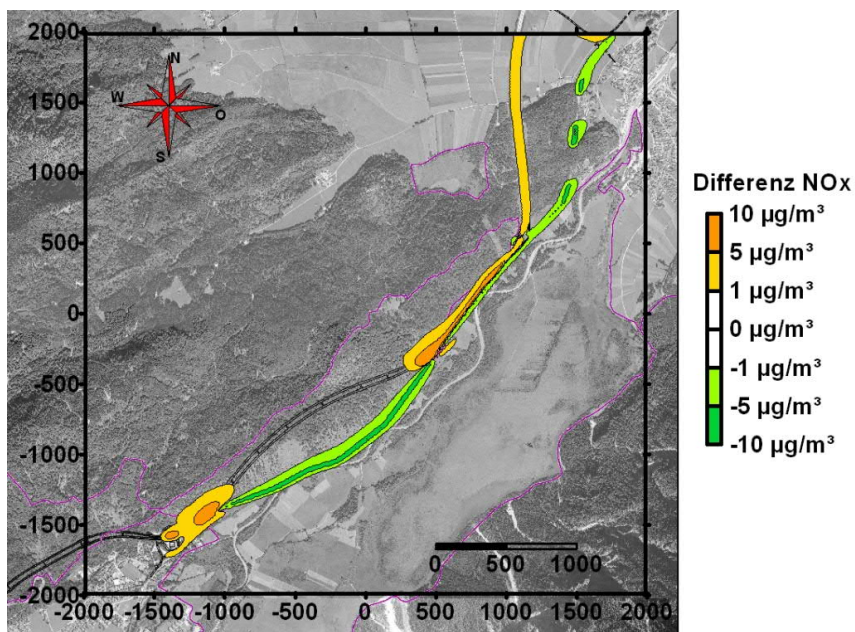 2000
1500
1000
500
0
-500
-1000
-1500
-2000
N
W
O
S
1000
0 500 1000
-2000 -1500 -1000 -500 0 500 1000 1500 2000
Differenz NOx
10 µg/m³
5 µg/m³
1 µg/m³
0 µg/m³
-1 µg/m³
-5 µg/m³
-10 µg/m³